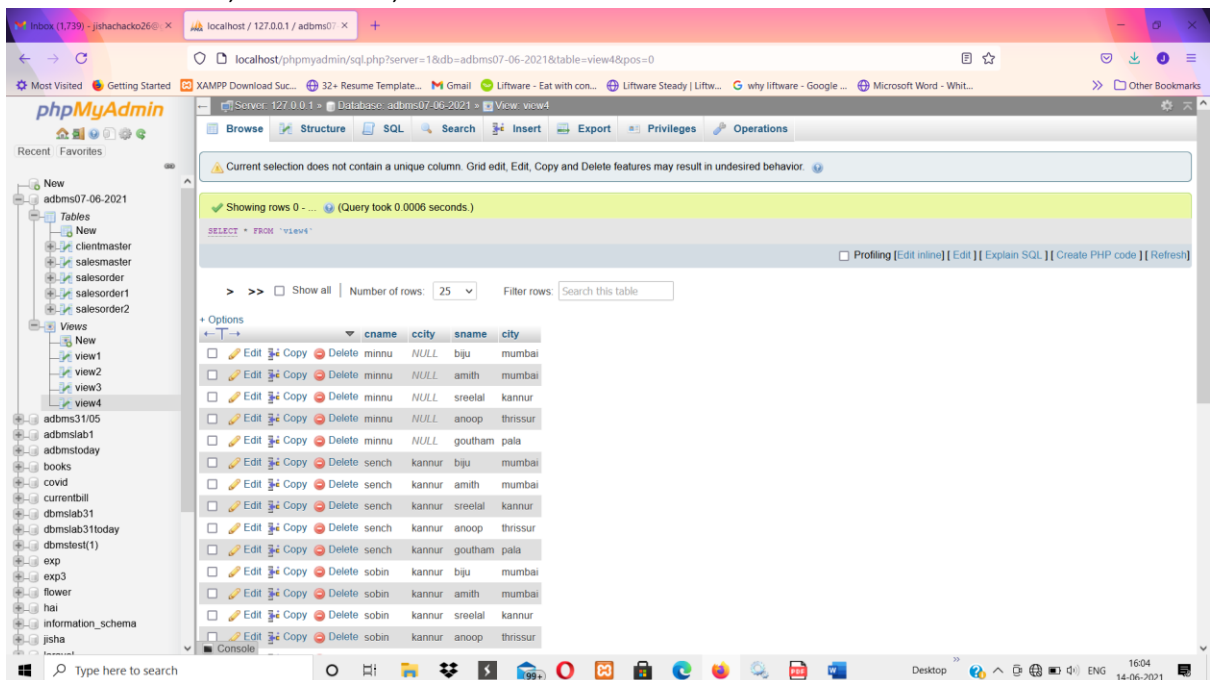 Inbox (1,739) - jishachacko26@
localhost / 127.0.0.1 / adbms07
localhost/phpmyadmin/sql.php?server=1&db=adbms07-06-2021&table=view4&pos=0
Most Visited Getting Started XAMPP Download Suc... 32+ Resume Template... Gmail Liftware - Eat with con... Liftware Steady | Liftw... why liftware - Google ... Microsoft Word - Whit... Other Bookmarks
phpMyAdmin
Recent Favorites
New
adbms07-06-2021
Tables
New
clientmaster
salesmaster
salesorder
salesorder1
salesorder2
Views
New
view1
view2
view3
view4
adbms31/05
adbmslab1
adbmstoday
books
covid
currentbill
dbmslab31
dbmslab31today
dbmstest(1)
exp
exp3
flower
hai
information_schema
jisha
Server: 127.0.0.1 » Database: adbms07-06-2021 » View: view4
Browse Structure SQL Search Insert Export Privileges Operations
Current selection does not contain a unique column. Grid edit, Edit, Copy and Delete features may result in undesired behavior.
Showing rows 0 - ... (Query took 0.0006 seconds.)
SELECT * FROM `view4`
Profiling [Edit inline] [ Edit ] [ Explain SQL ] [ Create PHP code ] [ Refresh]
> >> Show all | Number of rows: 25 Filter rows: Search this table
+ Options
←T→ cname ccity sname city
Edit Copy Delete minnu NULL biju mumbai
Edit Copy Delete minnu NULL amith mumbai
Edit Copy Delete minnu NULL sreelal kannur
Edit Copy Delete minnu NULL anoop thrissur
Edit Copy Delete minnu NULL goutham pala
Edit Copy Delete sench kannur biju mumbai
Edit Copy Delete sench kannur amith mumbai
Edit Copy Delete sench kannur sreelal kannur
Edit Copy Delete sench kannur anoop thrissur
Edit Copy Delete sench kannur goutham pala
Edit Copy Delete sobin kannur biju mumbai
Edit Copy Delete sobin kannur amith mumbai
Edit Copy Delete sobin kannur sreelal kannur
Edit Copy Delete sobin kannur anoop thrissur
Console
Type here to search
99+
Desktop
ENG
16:04
14-06-2021